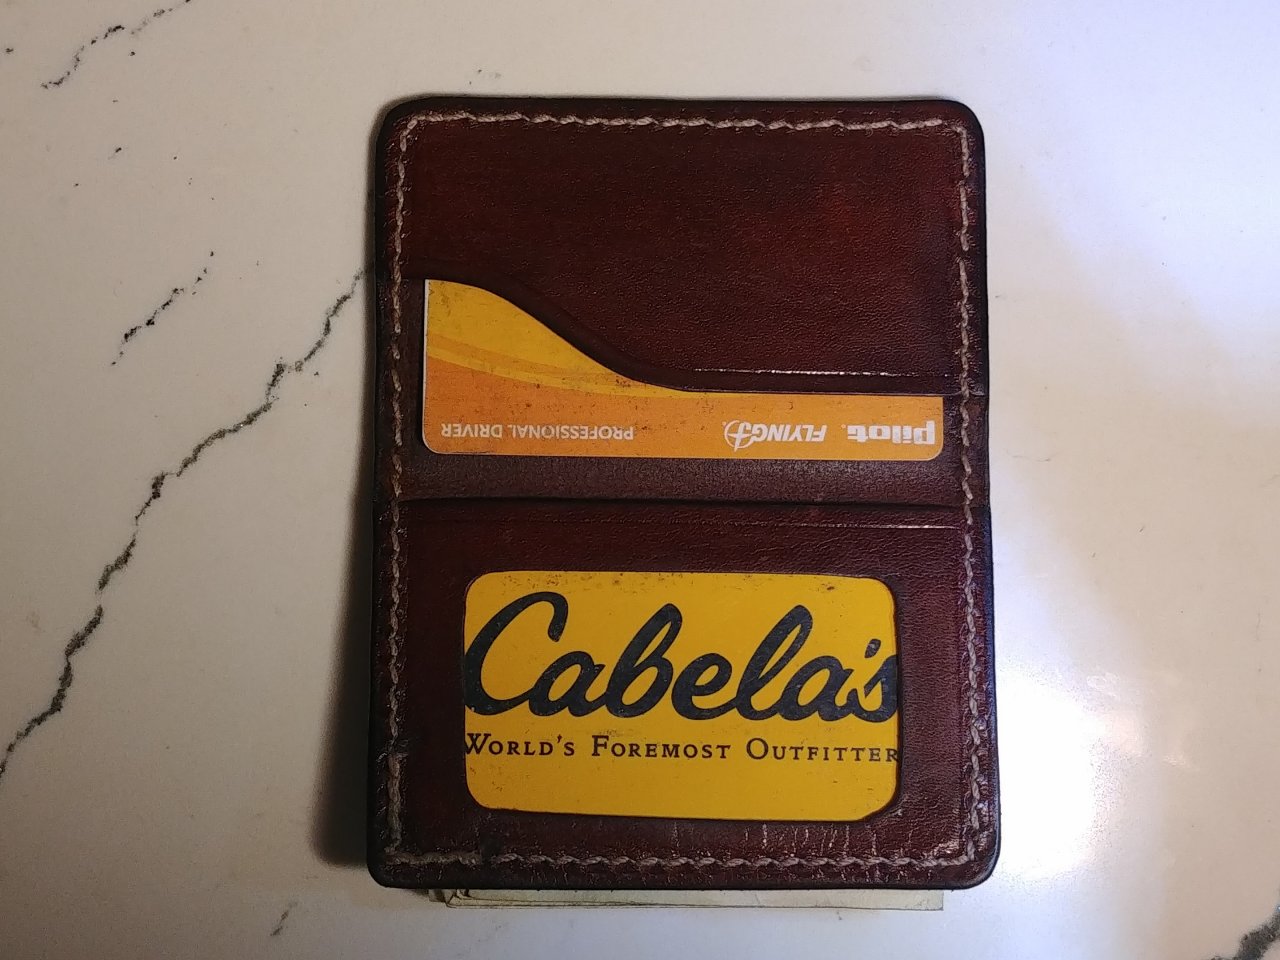 PROFESSIONAL DRIVER
pilot. FLYING J
Cabela's
WORLD'S FOREMOST OUTFITTER